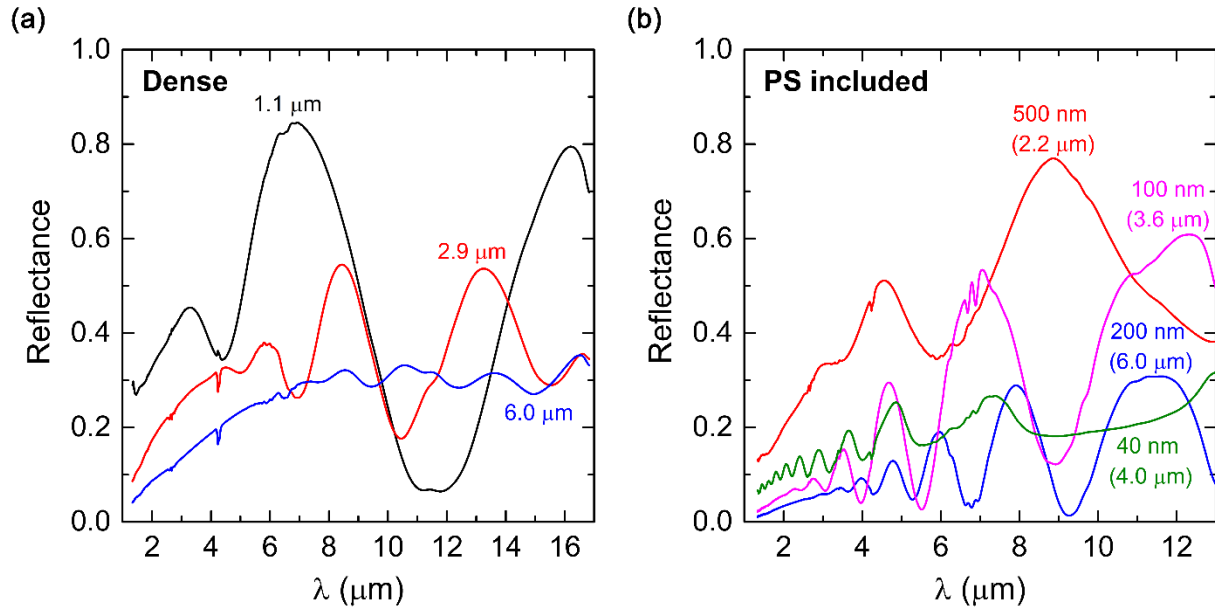 (a)
Dense
1.1 μm
2.9 μm
6.0 μm
Reflectance
1.0
0.8
0.6
0.4
0.2
0.0
2 4 6 8 10 12 14 16
λ (μm)
(b)
PS included
500 nm
(2.2 μm)
100 nm
(3.6 μm)
200 nm
(6.0 μm)
40 nm
(4.0 μm)
Reflectance
1.0
0.8
0.6
0.4
0.2
0.0
2 4 6 8 10 12
λ (μm)